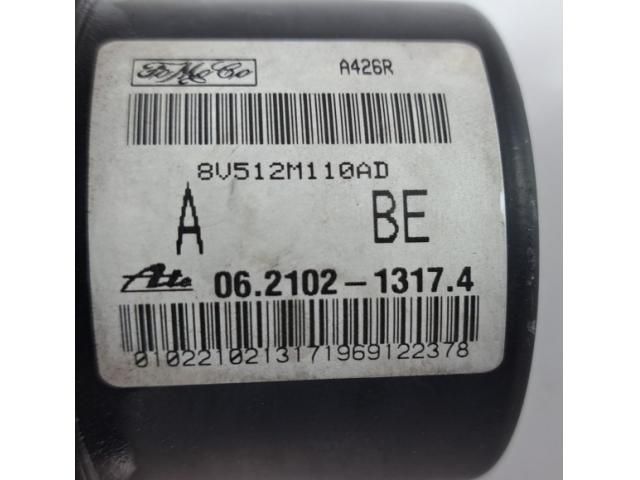 FoMoCo A426R
8V512M110AD
A BE
Ate 06.2102-1317.4
0102210213171969122378